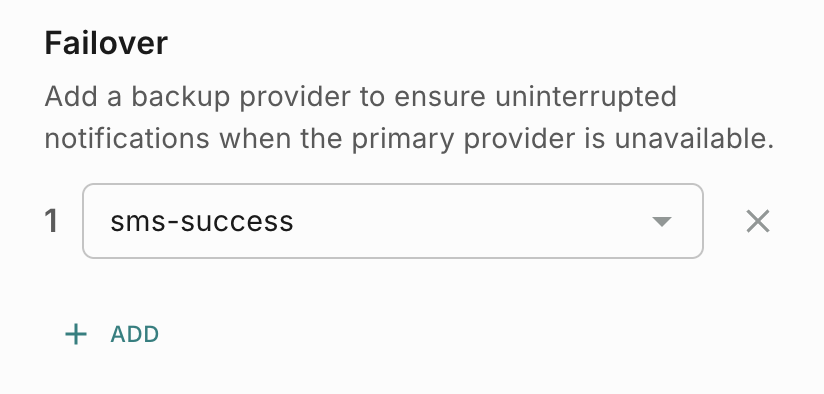 Failover
Add a backup provider to ensure uninterrupted
notifications when the primary provider is unavailable.
1 sms-success
ADD